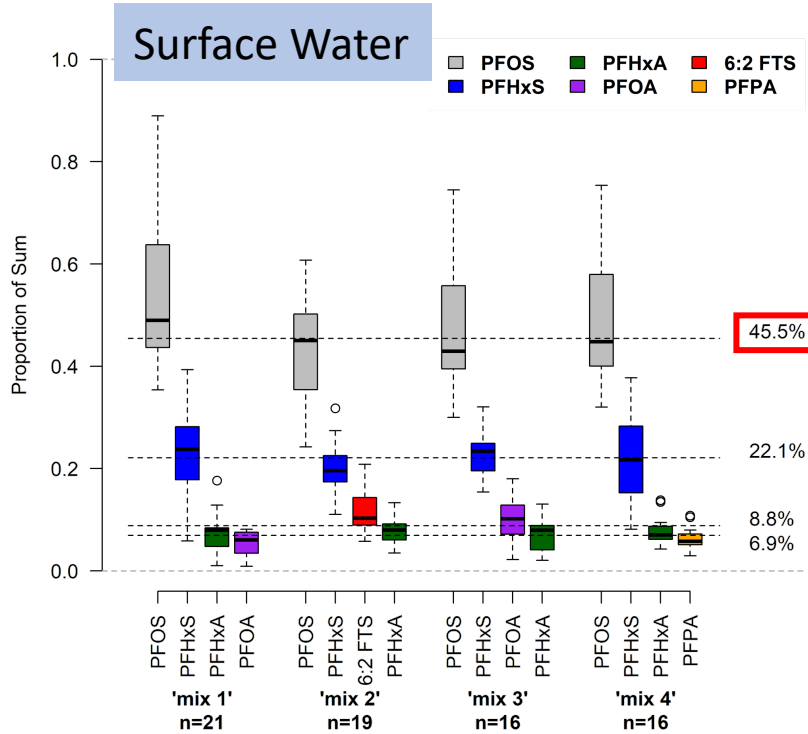 Surface Water
PFOS PFHxA 6:2 FTS
PFHxS PFOA PFPA
Proportion of Sum
1.0
0.8
0.6
0.4
0.2
0.0
45.5%
22.1%
8.8%
6.9%
PFOS PFHxS PFHxA PFOA PFOS PFHxS 6:2 FTS PFHxA PFOS PFHxS PFOA PFHxA PFOS PFHxS PFHxA PFPA
'mix 1' 'mix 2' 'mix 3' 'mix 4'
n=21 n=19 n=16 n=16